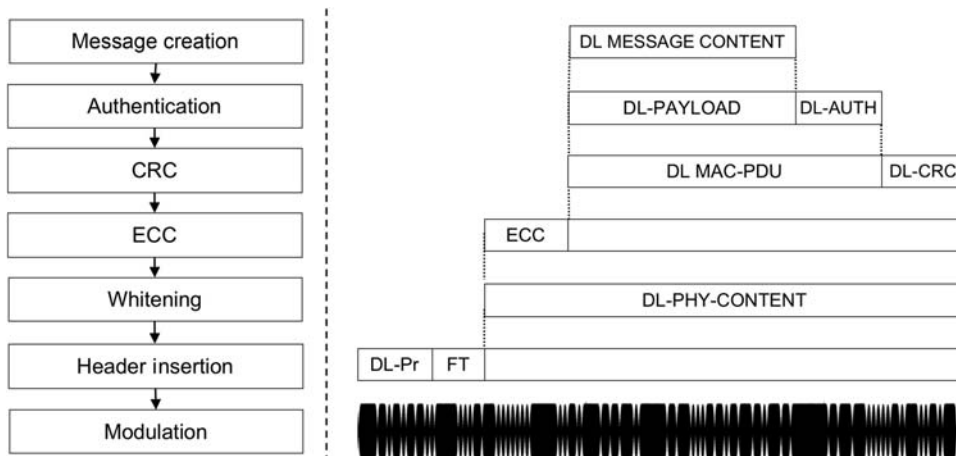 Message creation
DL MESSAGE CONTENT
Authentication
DL-PAYLOAD DL-AUTH
CRC
DL MAC-PDU DL-CRC
ECC
ECC
Whitening
DL-PHY-CONTENT
Header insertion
DL-Pr FT
Modulation